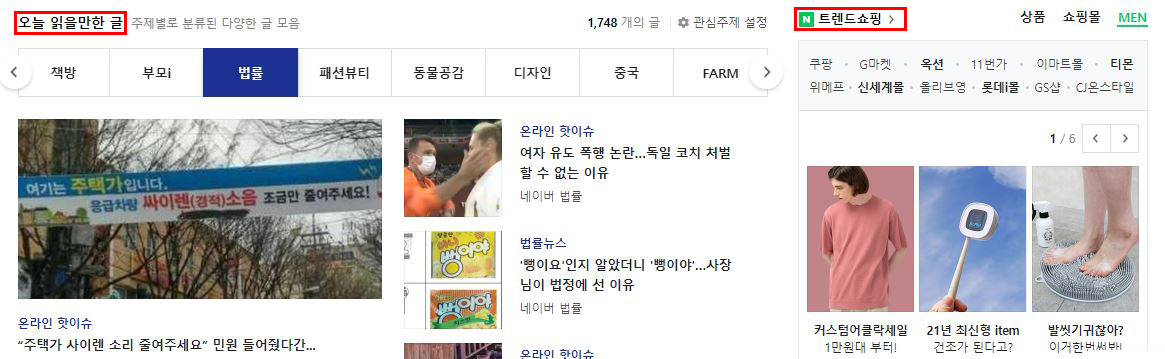 오늘 읽을만한 글 주제별로 분류된 다양한 글 모음 1,748 개의 글 관심주제 설정
책방 부모i 법률 패션뷰티 동물공감 디자인 중국 FARM
여기는 주택가입니다.
응급차량 싸이렌(경적)소음 조금만 줄여주세요!
온라인 핫이슈
“주택가 사이렌 소리 줄여주세요” 민원 들어줬다간...
온라인 핫이슈
여자 유도 폭행 논란...독일 코치 처벌
할 수 없는 이유
네이버 법률
뻥이야
법률뉴스
'뻥이요'인지 알았더니 '뻥이야'...사장
님이 법정에 선 이유
네이버 법률
온라인 핫이슈
N 트렌드쇼핑 상품 쇼핑몰 MEN
쿠팡 G마켓 옥션 11번가 이마트몰 티몬
위메프 신세계몰 올리브영 롯데i몰 GS샵 CJ온스타일
1 / 6
커스텀어클락세일
1만원대 부터!
21년 최신형 item
건조가 된다고?
발씻기귀찮아?
이거한번써봐!